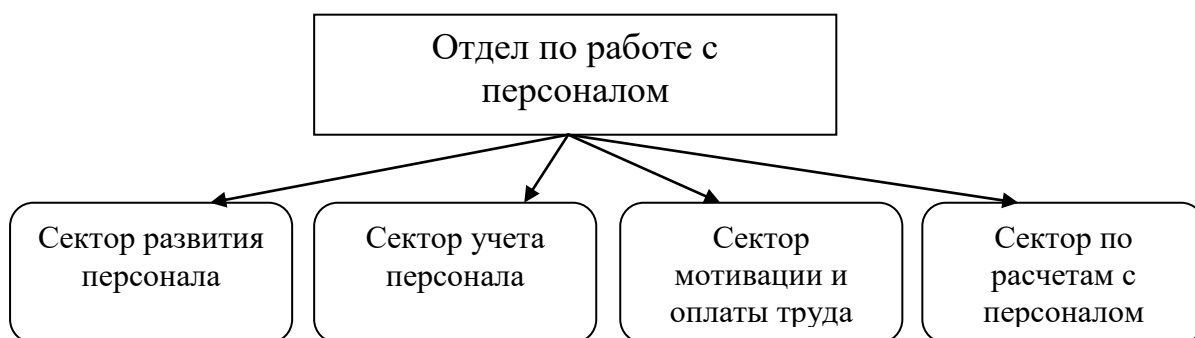 Отдел по работе с
персоналом
Сектор развития
персонала
Сектор учета
персонала
Сектор
мотивации и
оплаты труда
Сектор по
расчетам с
персоналом